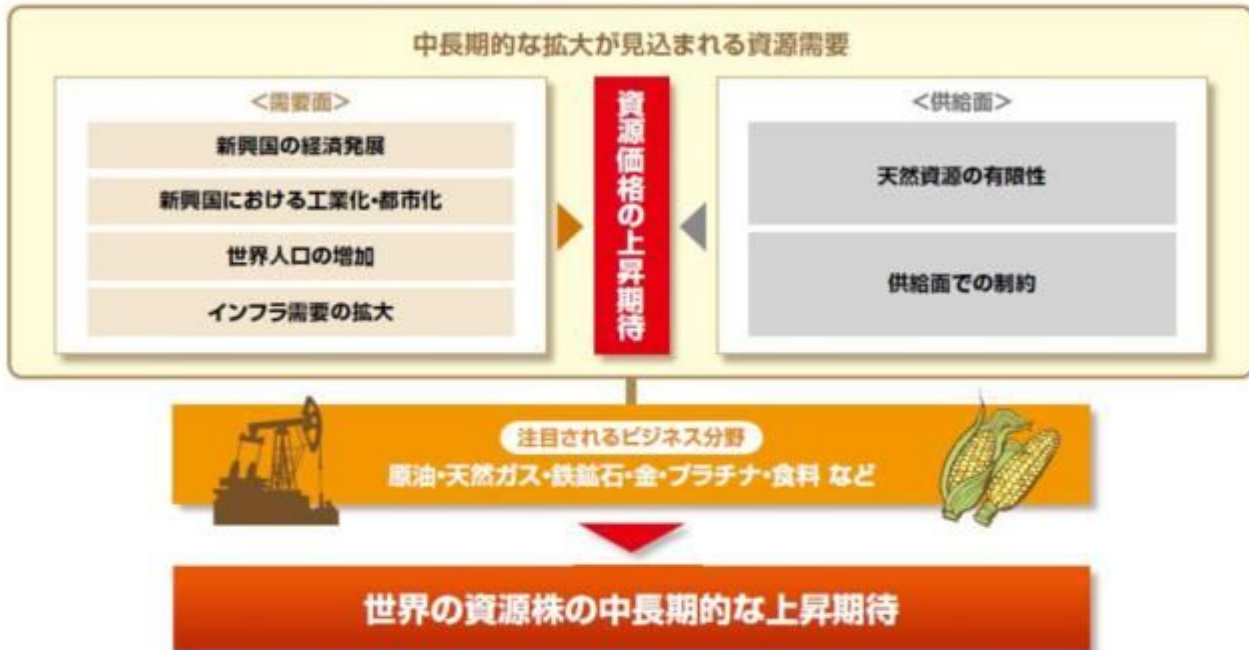 中長期的な拡大が見込まれる資源需要
＜需要面＞
新興国の経済発展
新興国における工業化・都市化
世界人口の増加
インフラ需要の拡大
資源価格の上昇期待
＜供給面＞
天然資源の有限性
供給面での制約
注目されるビジネス分野
原油・天然ガス・鉄鉱石・金・プラチナ・食料 など
世界の資源株の中長期的な上昇期待